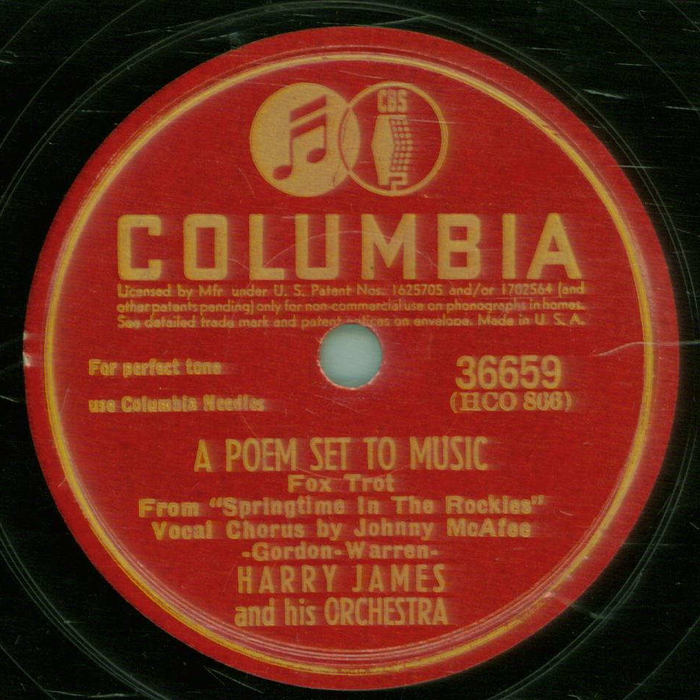 CBS
COLUMBIA
Licensed by Mfr. under U. S. Patent Nos. 1625705 and/or 1702564 (and
other patents pending) only for non-commercial use on phonographs in homes.
See detailed trade mark and patent notices on envelope. Made in U. S. A.
For perfect tone
use Columbia Needles
36659
(HCO 866)
A POEM SET TO MUSIC
Fox Trot
From "Springtime In The Rockies"
Vocal Chorus by Johnny McAfee
-Gordon-Warren-
HARRY JAMES
and his ORCHESTRA